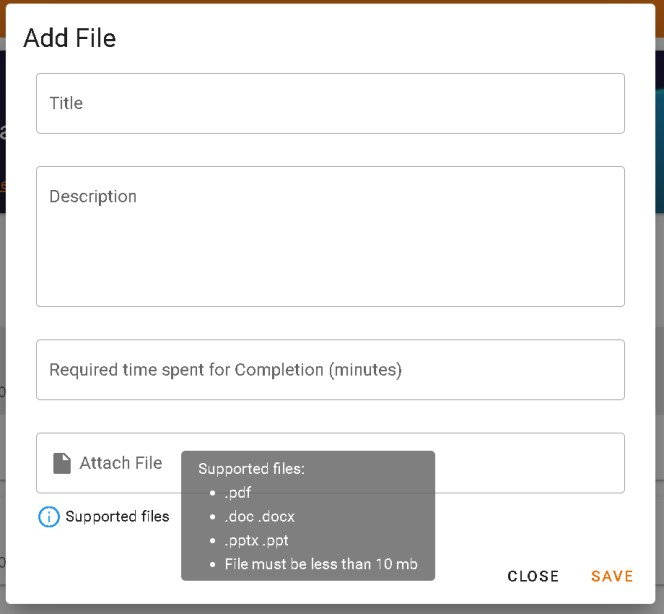 Add File
Title
Description
Required time spent for Completion (minutes)
Attach File
Supported files
Supported files:
.pdf
.doc .docx
.pptx .ppt
File must be less than 10 mb
CLOSE SAVE